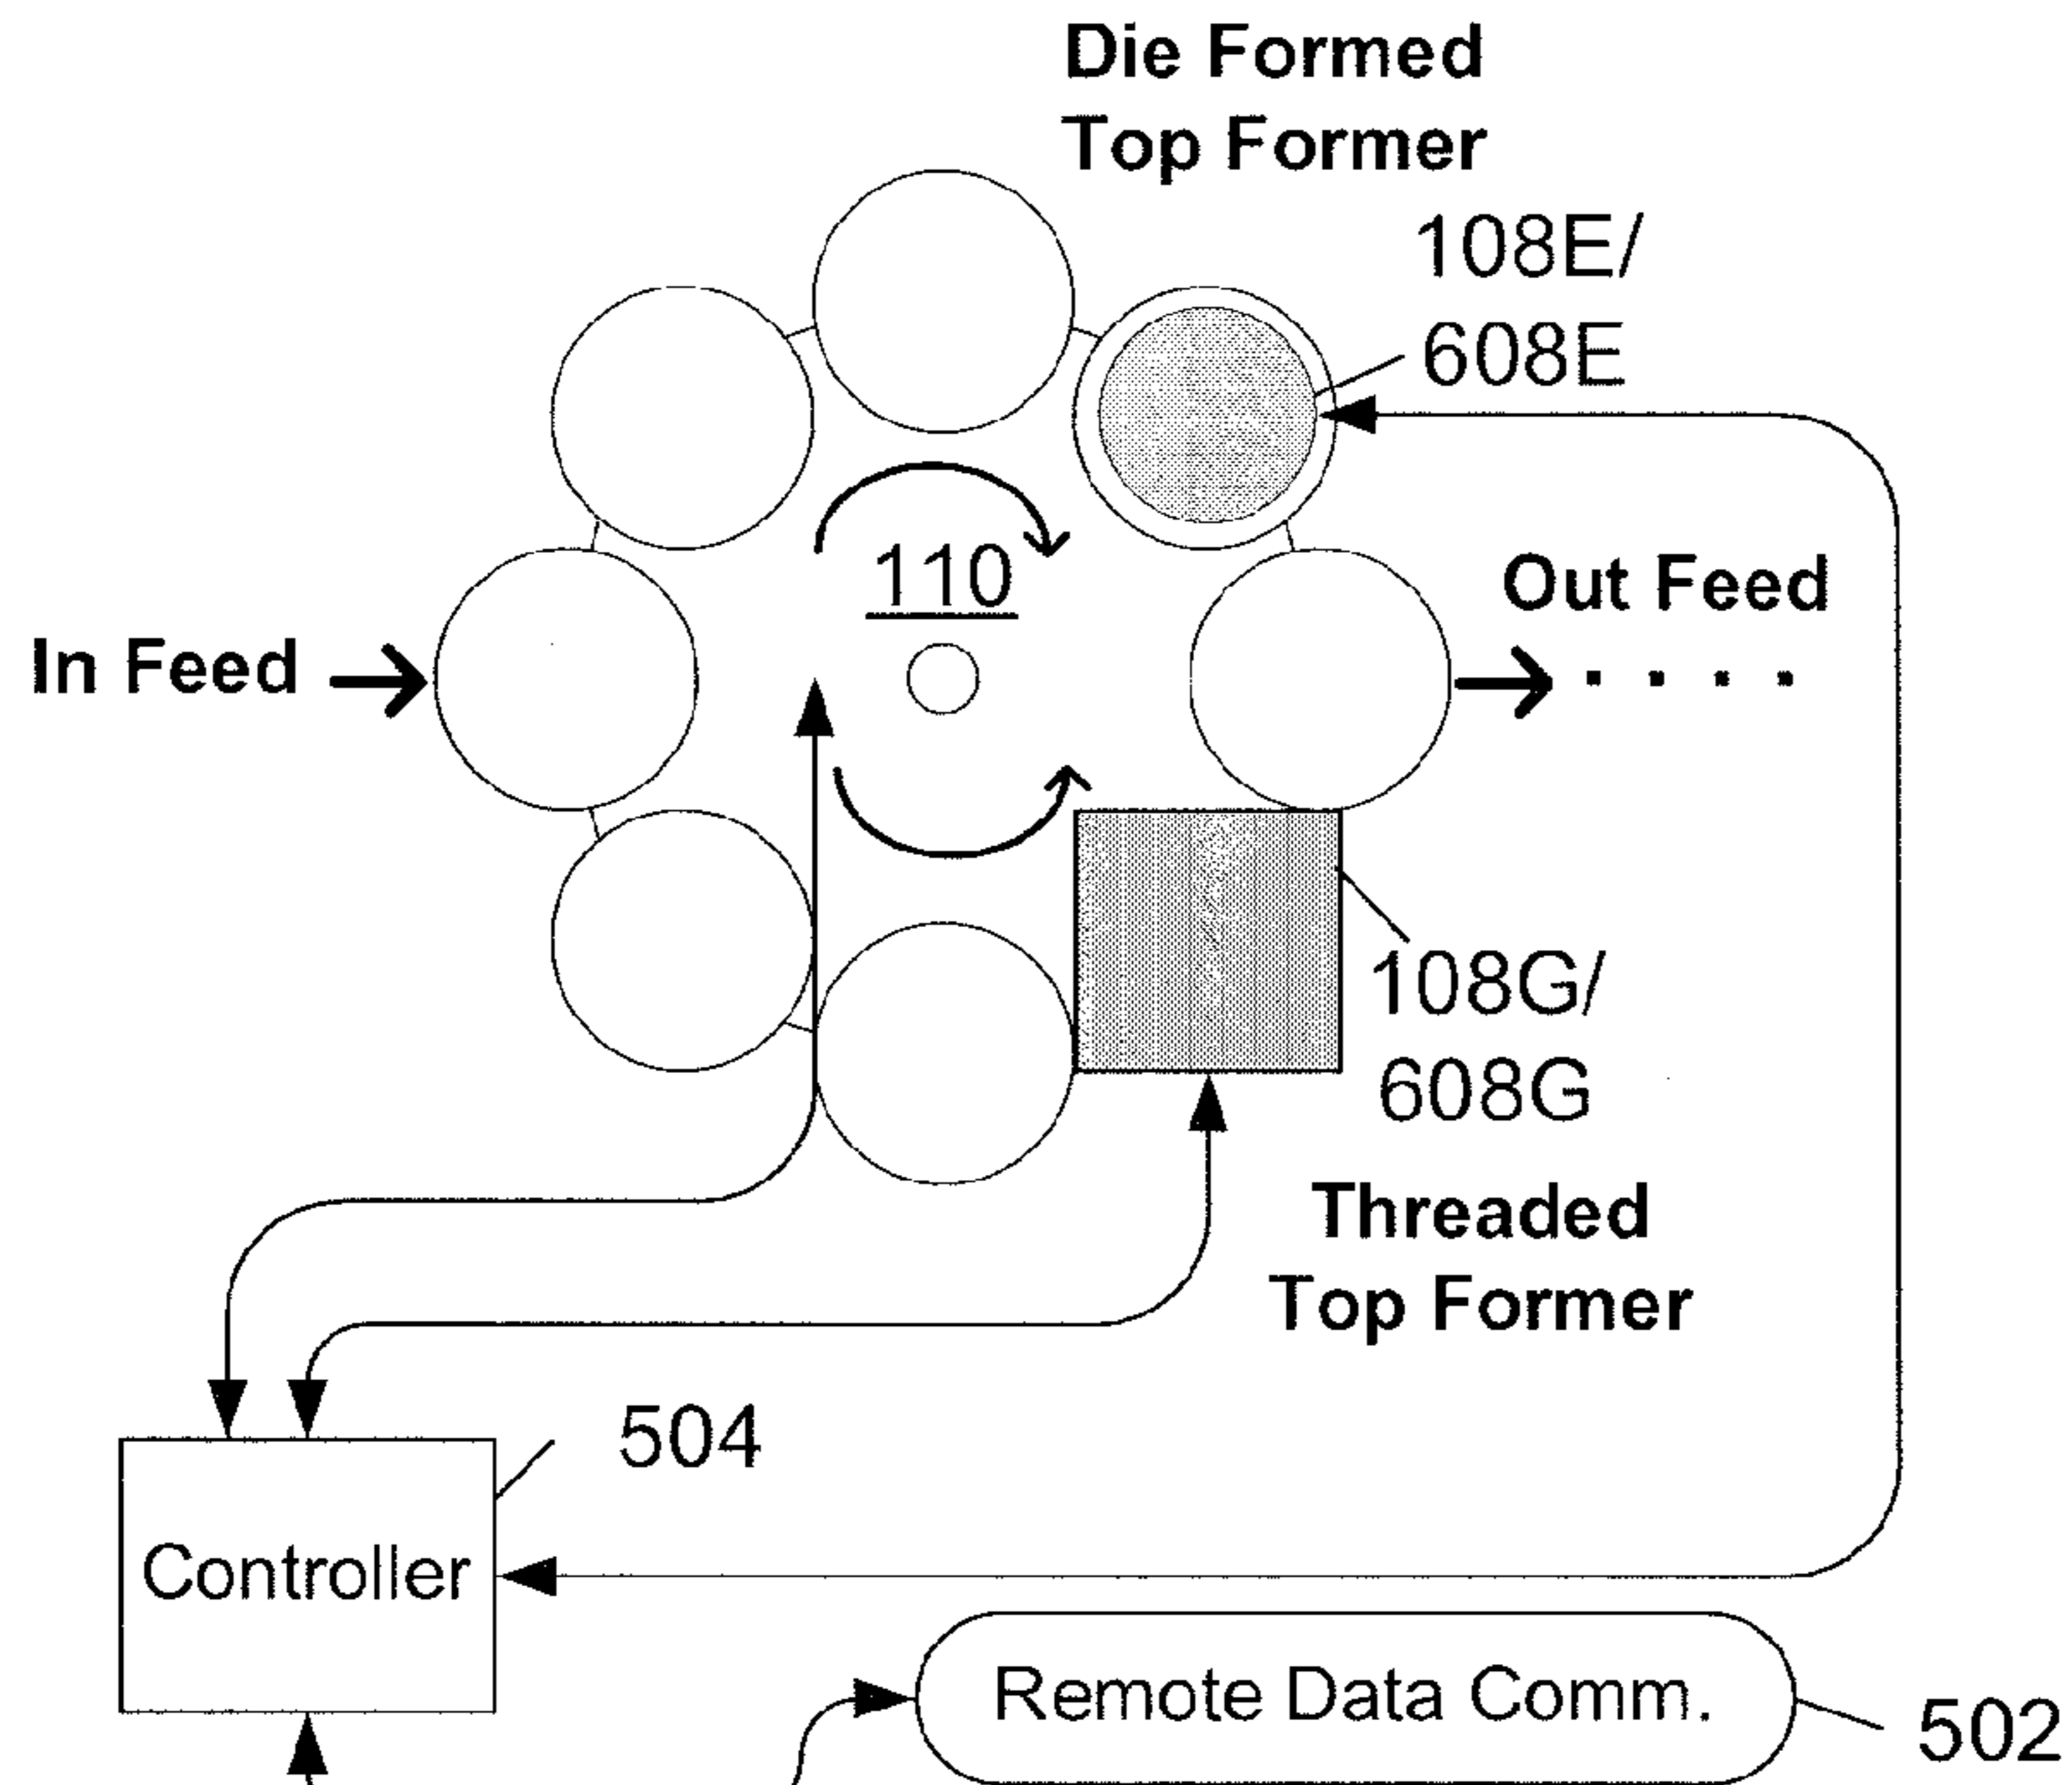 Die Formed
Top Former
108E/
608E
110
Out Feed
In Feed
108G/
608G
Threaded
Top Former
504
Controller
Remote Data Comm.
502